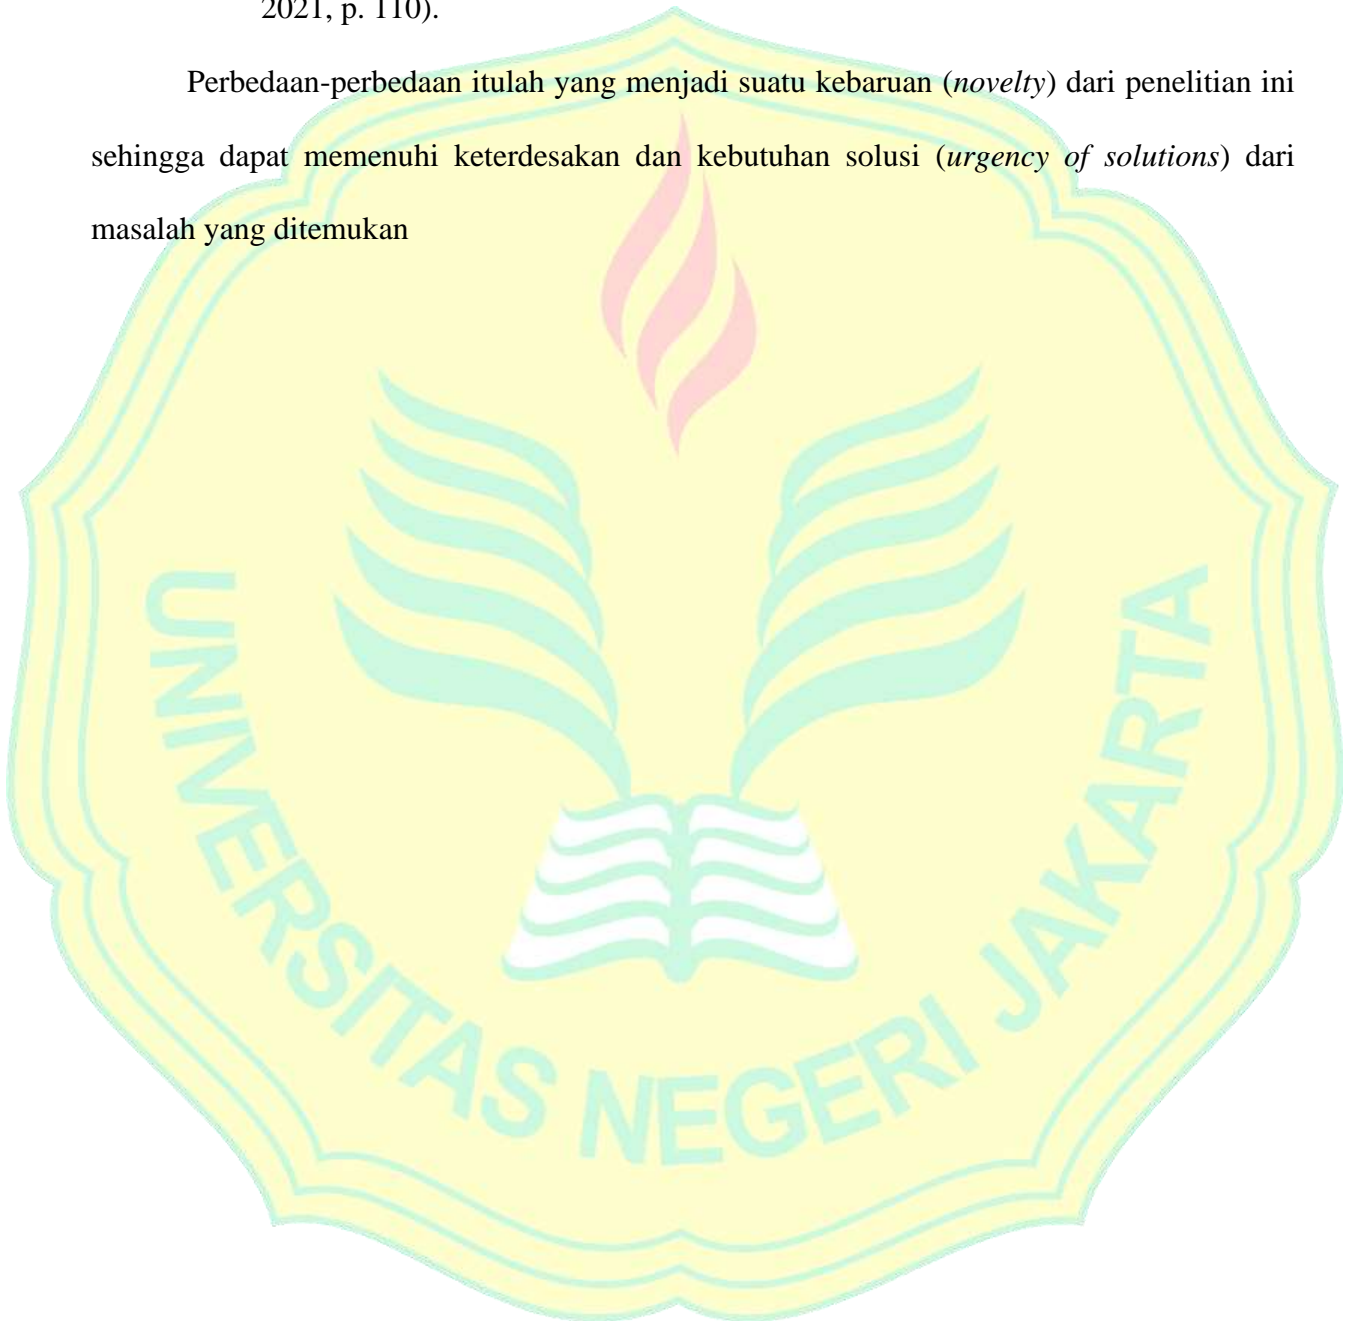 2021, p. 110).
Perbedaan-perbedaan itulah yang menjadi suatu kebaruan (novelty) dari penelitian ini
sehingga dapat memenuhi keterdesakan dan kebutuhan solusi (urgency of solutions) dari
masalah yang ditemukan
UNIVERSITAS NEGERI JAKARTA